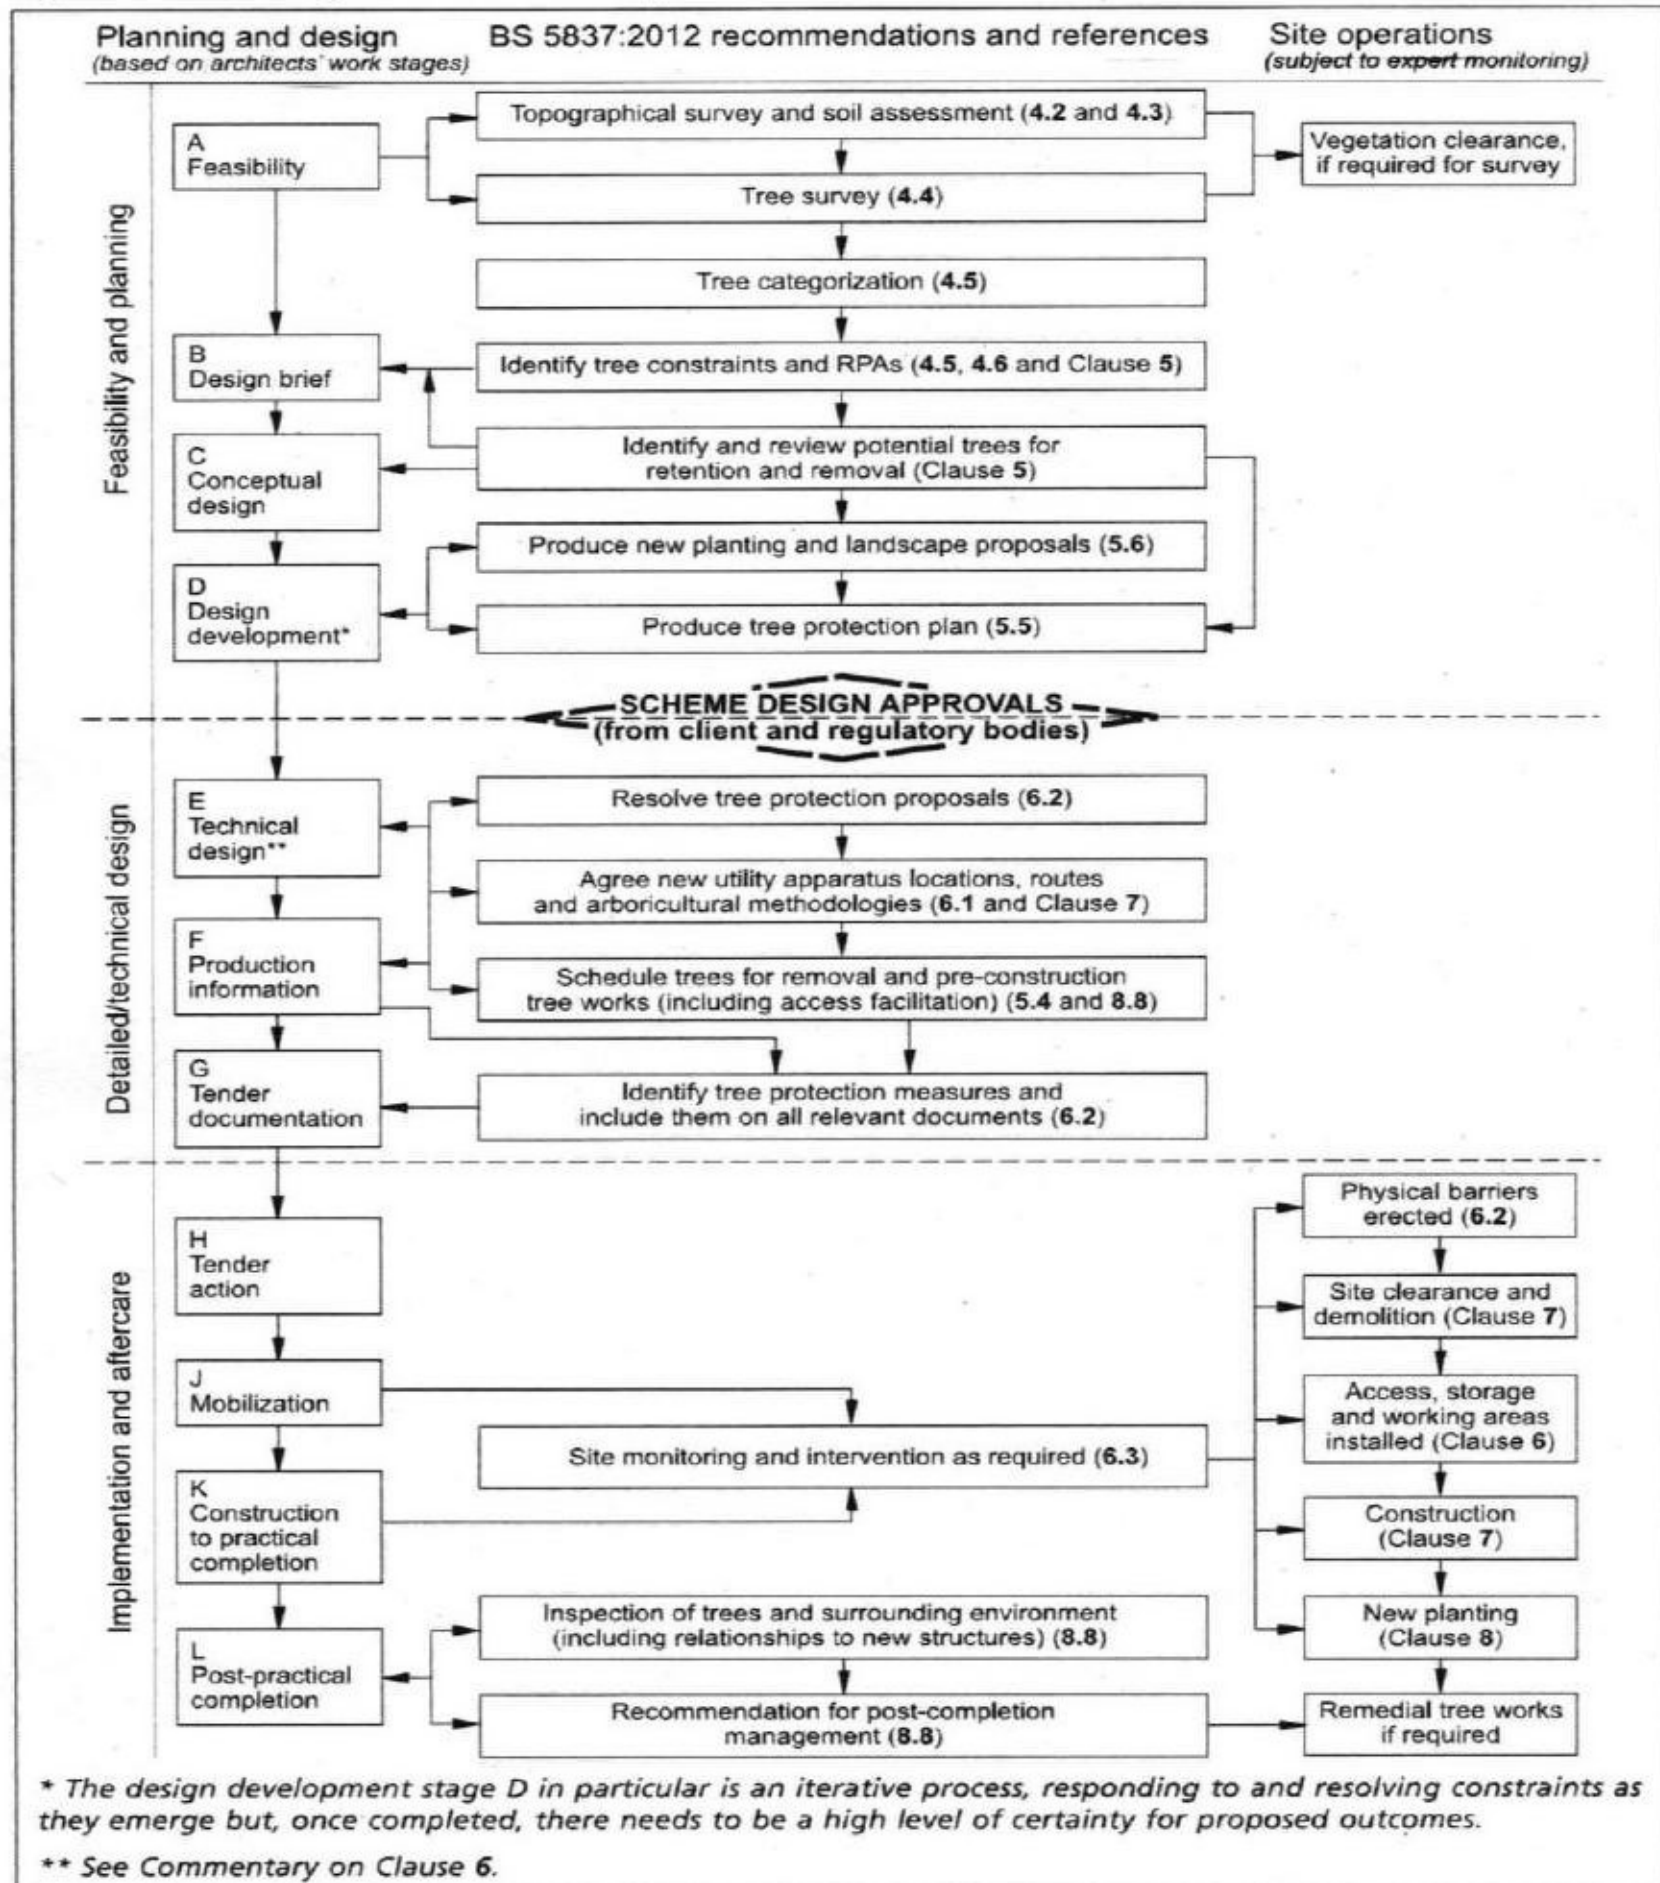 Planning and design
(based on architects' work stages)
BS 5837:2012 recommendations and references
Site operations
(subject to expert monitoring)
Feasibility and planning
A
Feasibility
Topographical survey and soil assessment (4.2 and 4.3)
Vegetation clearance,
if required for survey
Tree survey (4.4)
Tree categorization (4.5)
B
Design brief
Identify tree constraints and RPAs (4.5, 4.6 and Clause 5)
C
Conceptual
design
Identify and review potential trees for
retention and removal (Clause 5)
Produce new planting and landscape proposals (5.6)
D
Design
development*
Produce tree protection plan (5.5)
SCHEME DESIGN APPROVALS
(from client and regulatory bodies)
Detailed/technical design
E
Technical
design**
Resolve tree protection proposals (6.2)
Agree new utility apparatus locations, routes
and arboricultural methodologies (6.1 and Clause 7)
F
Production
information
Schedule trees for removal and pre-construction
tree works (including access facilitation) (5.4 and 8.8)
G
Tender
documentation
Identify tree protection measures and
include them on all relevant documents (6.2)
Implementation and aftercare
H
Tender
action
Physical barriers
erected (6.2)
Site clearance and
demolition (Clause 7)
J
Mobilization
Access, storage
and working areas
installed (Clause 6)
Site monitoring and intervention as required (6.3)
K
Construction
to practical
completion
Construction
(Clause 7)
Inspection of trees and surrounding environment
(including relationships to new structures) (8.8)
New planting
(Clause 8)
L
Post-practical
completion
Recommendation for post-completion
management (8.8)
Remedial tree works
if required
* The design development stage D in particular is an iterative process, responding to and resolving constraints as
they emerge but, once completed, there needs to be a high level of certainty for proposed outcomes.
** See Commentary on Clause 6.